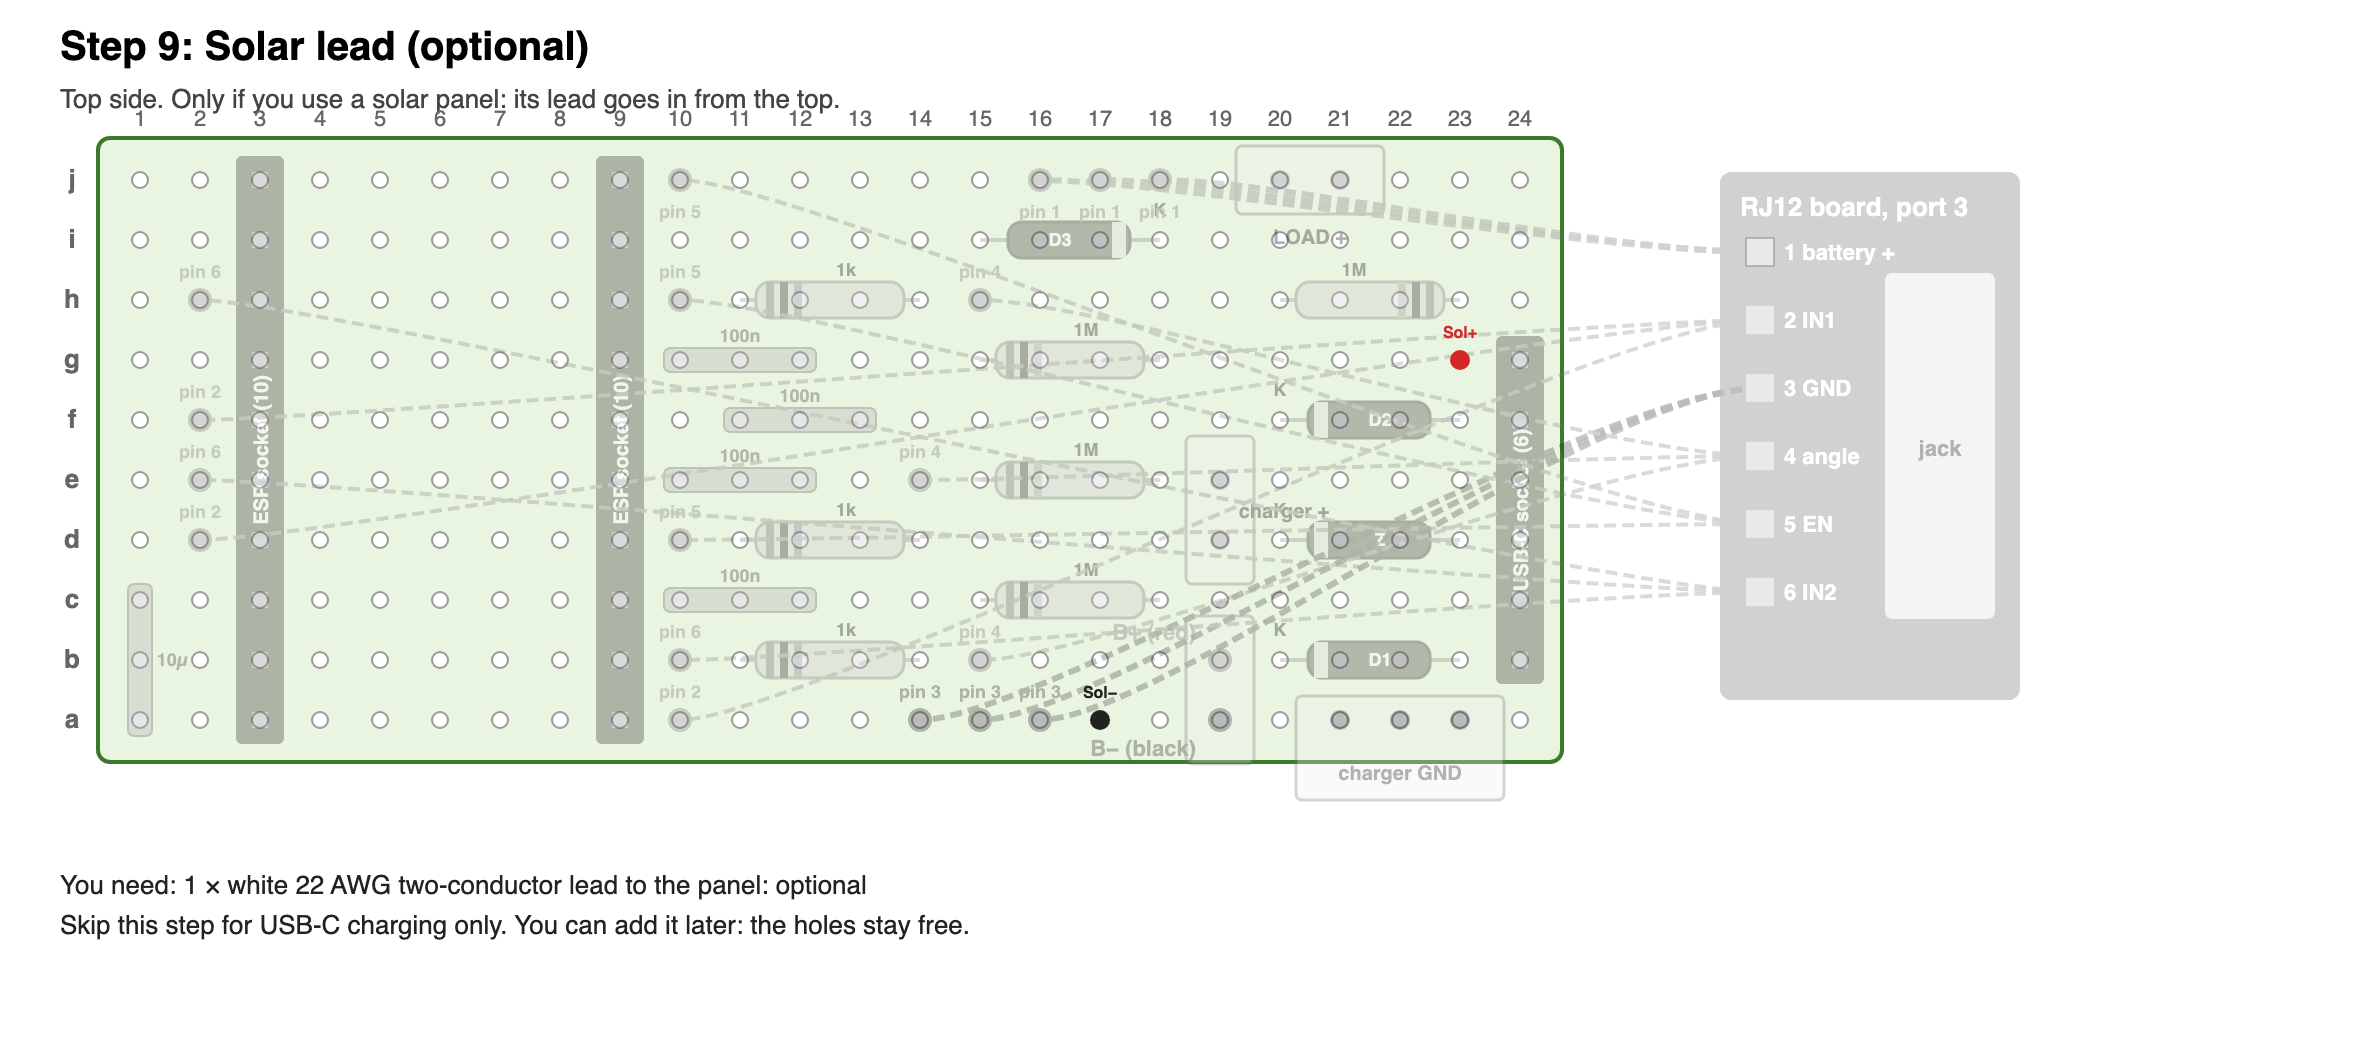 Step 9: Solar lead (optional)
Top side. Only if you use a solar panel: its lead goes in from the top.
1 2 3 4 5 6 7 8 9 10 11 12 13 14 15 16 17 18 19 20 21 22 23 24
j
pin 5 pin 1 pin 1 pin 1 K
i D3 LOAD +
pin 6 pin 5 1k pin 4 1M
h
100n 1M Sol+
g
pin 2 100n K
f D2
pin 6 100n pin 4 1M
e
pin 2 pin 5 1k charger + K
d Z
100n 1M
c
pin 6 1k pin 4 B+ (red) K
b 10µ D1
pin 2 pin 3 pin 3 pin 3 Sol–
a
B– (black)
charger GND
ESP socket (10)
ESP socket (10)
USB-C socket (6)
RJ12 board, port 3
1 battery +
2 IN1
3 GND
4 angle
jack
5 EN
6 IN2
You need: 1 × white 22 AWG two-conductor lead to the panel: optional
Skip this step for USB-C charging only. You can add it later: the holes stay free.